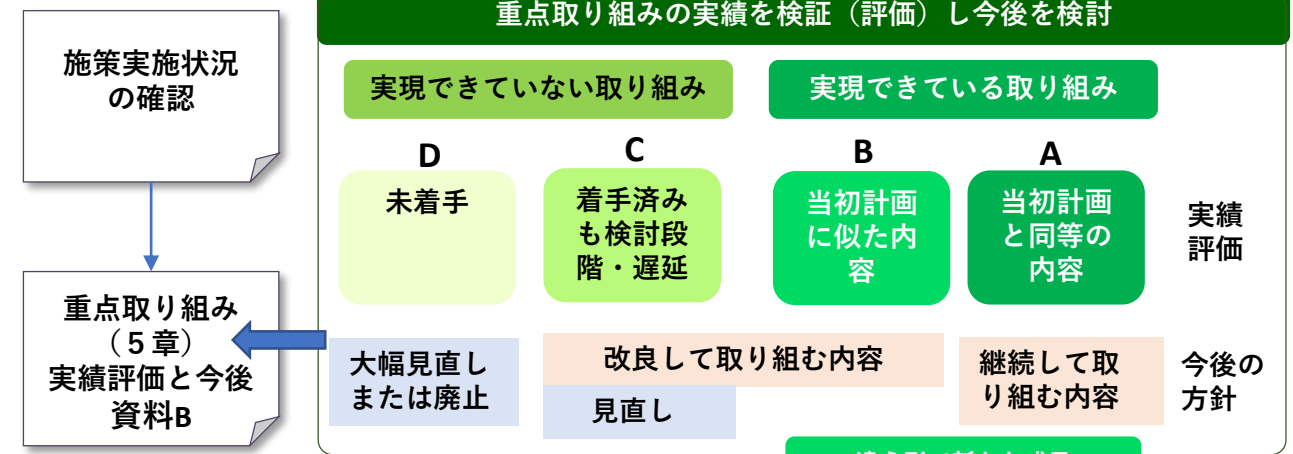 重点取り組みの実績を検証（評価）し今後を検討
施策実施状況
の確認
実現できていない取り組み
実現できている取り組み
D
C
B
A
未着手
着手済み
も検討段
階・遅延
当初計画
に似た内
容
当初計画
と同等の
内容
実績
評価
重点取り組み
（５章）
実績評価と今後
資料B
大幅見直し
または廃止
改良して取り組む内容
見直し
継続して取
り組む内容
今後の
方針